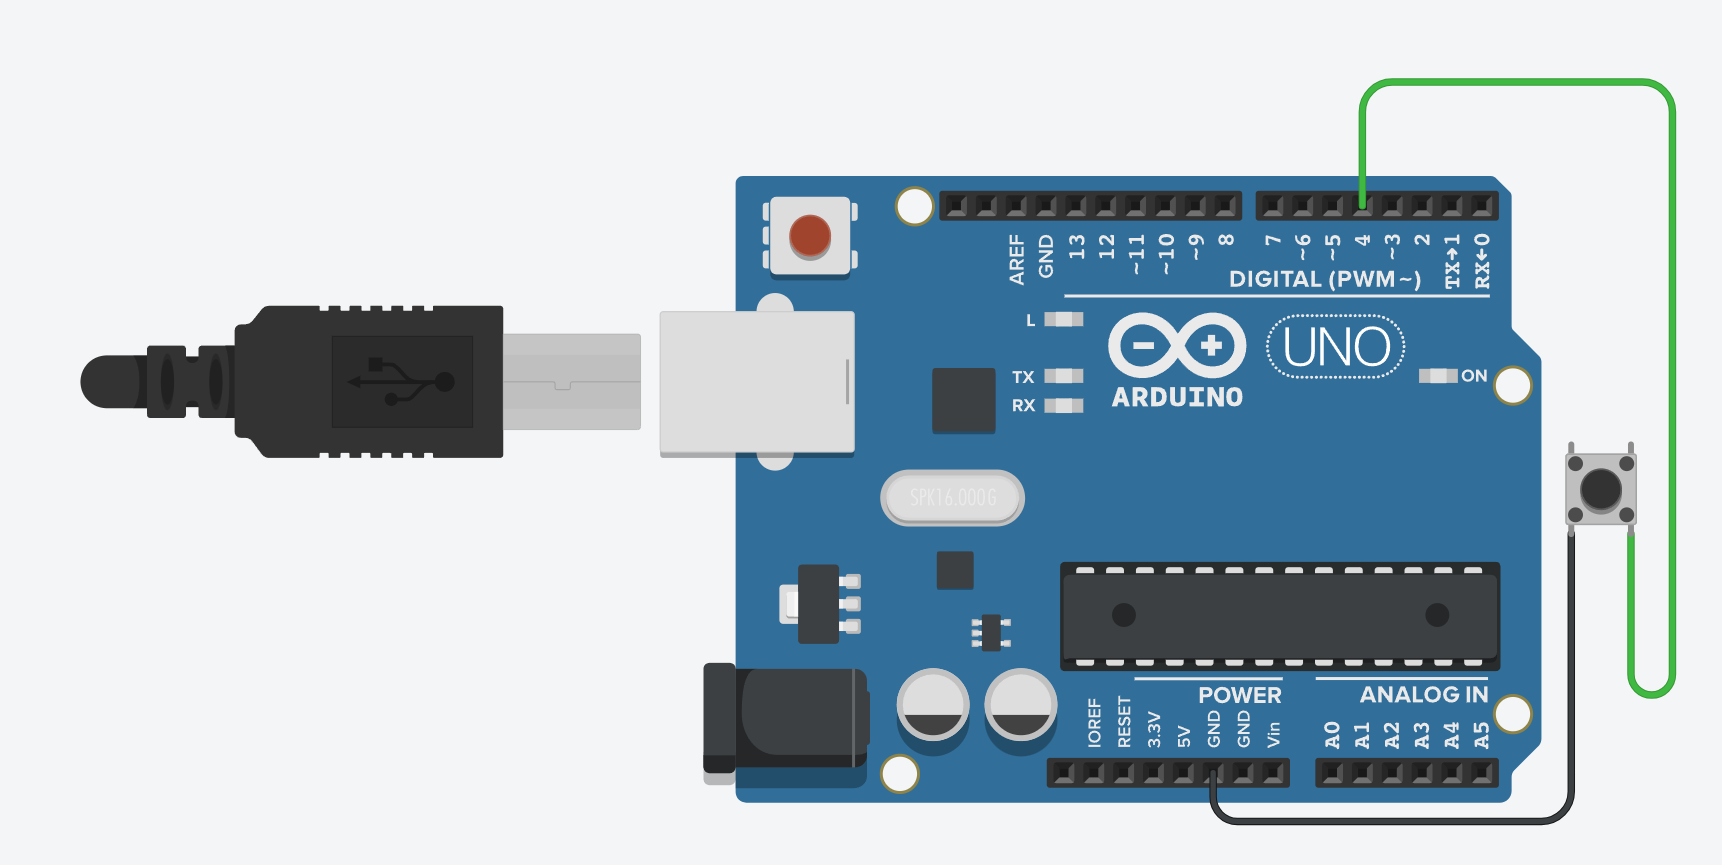 AREF
GND
13
12
~11
~10
~9
8
7
~6
~5
4
~3
2
TX→1
RX←0
DIGITAL (PWM~)
L
TX
RX
ARDUINO
UNO
ON
SPK16.000G
POWER
ANALOG IN
IOREF
RESET
3.3V
5V
GND
GND
Vin
A0
A1
A2
A3
A4
A5